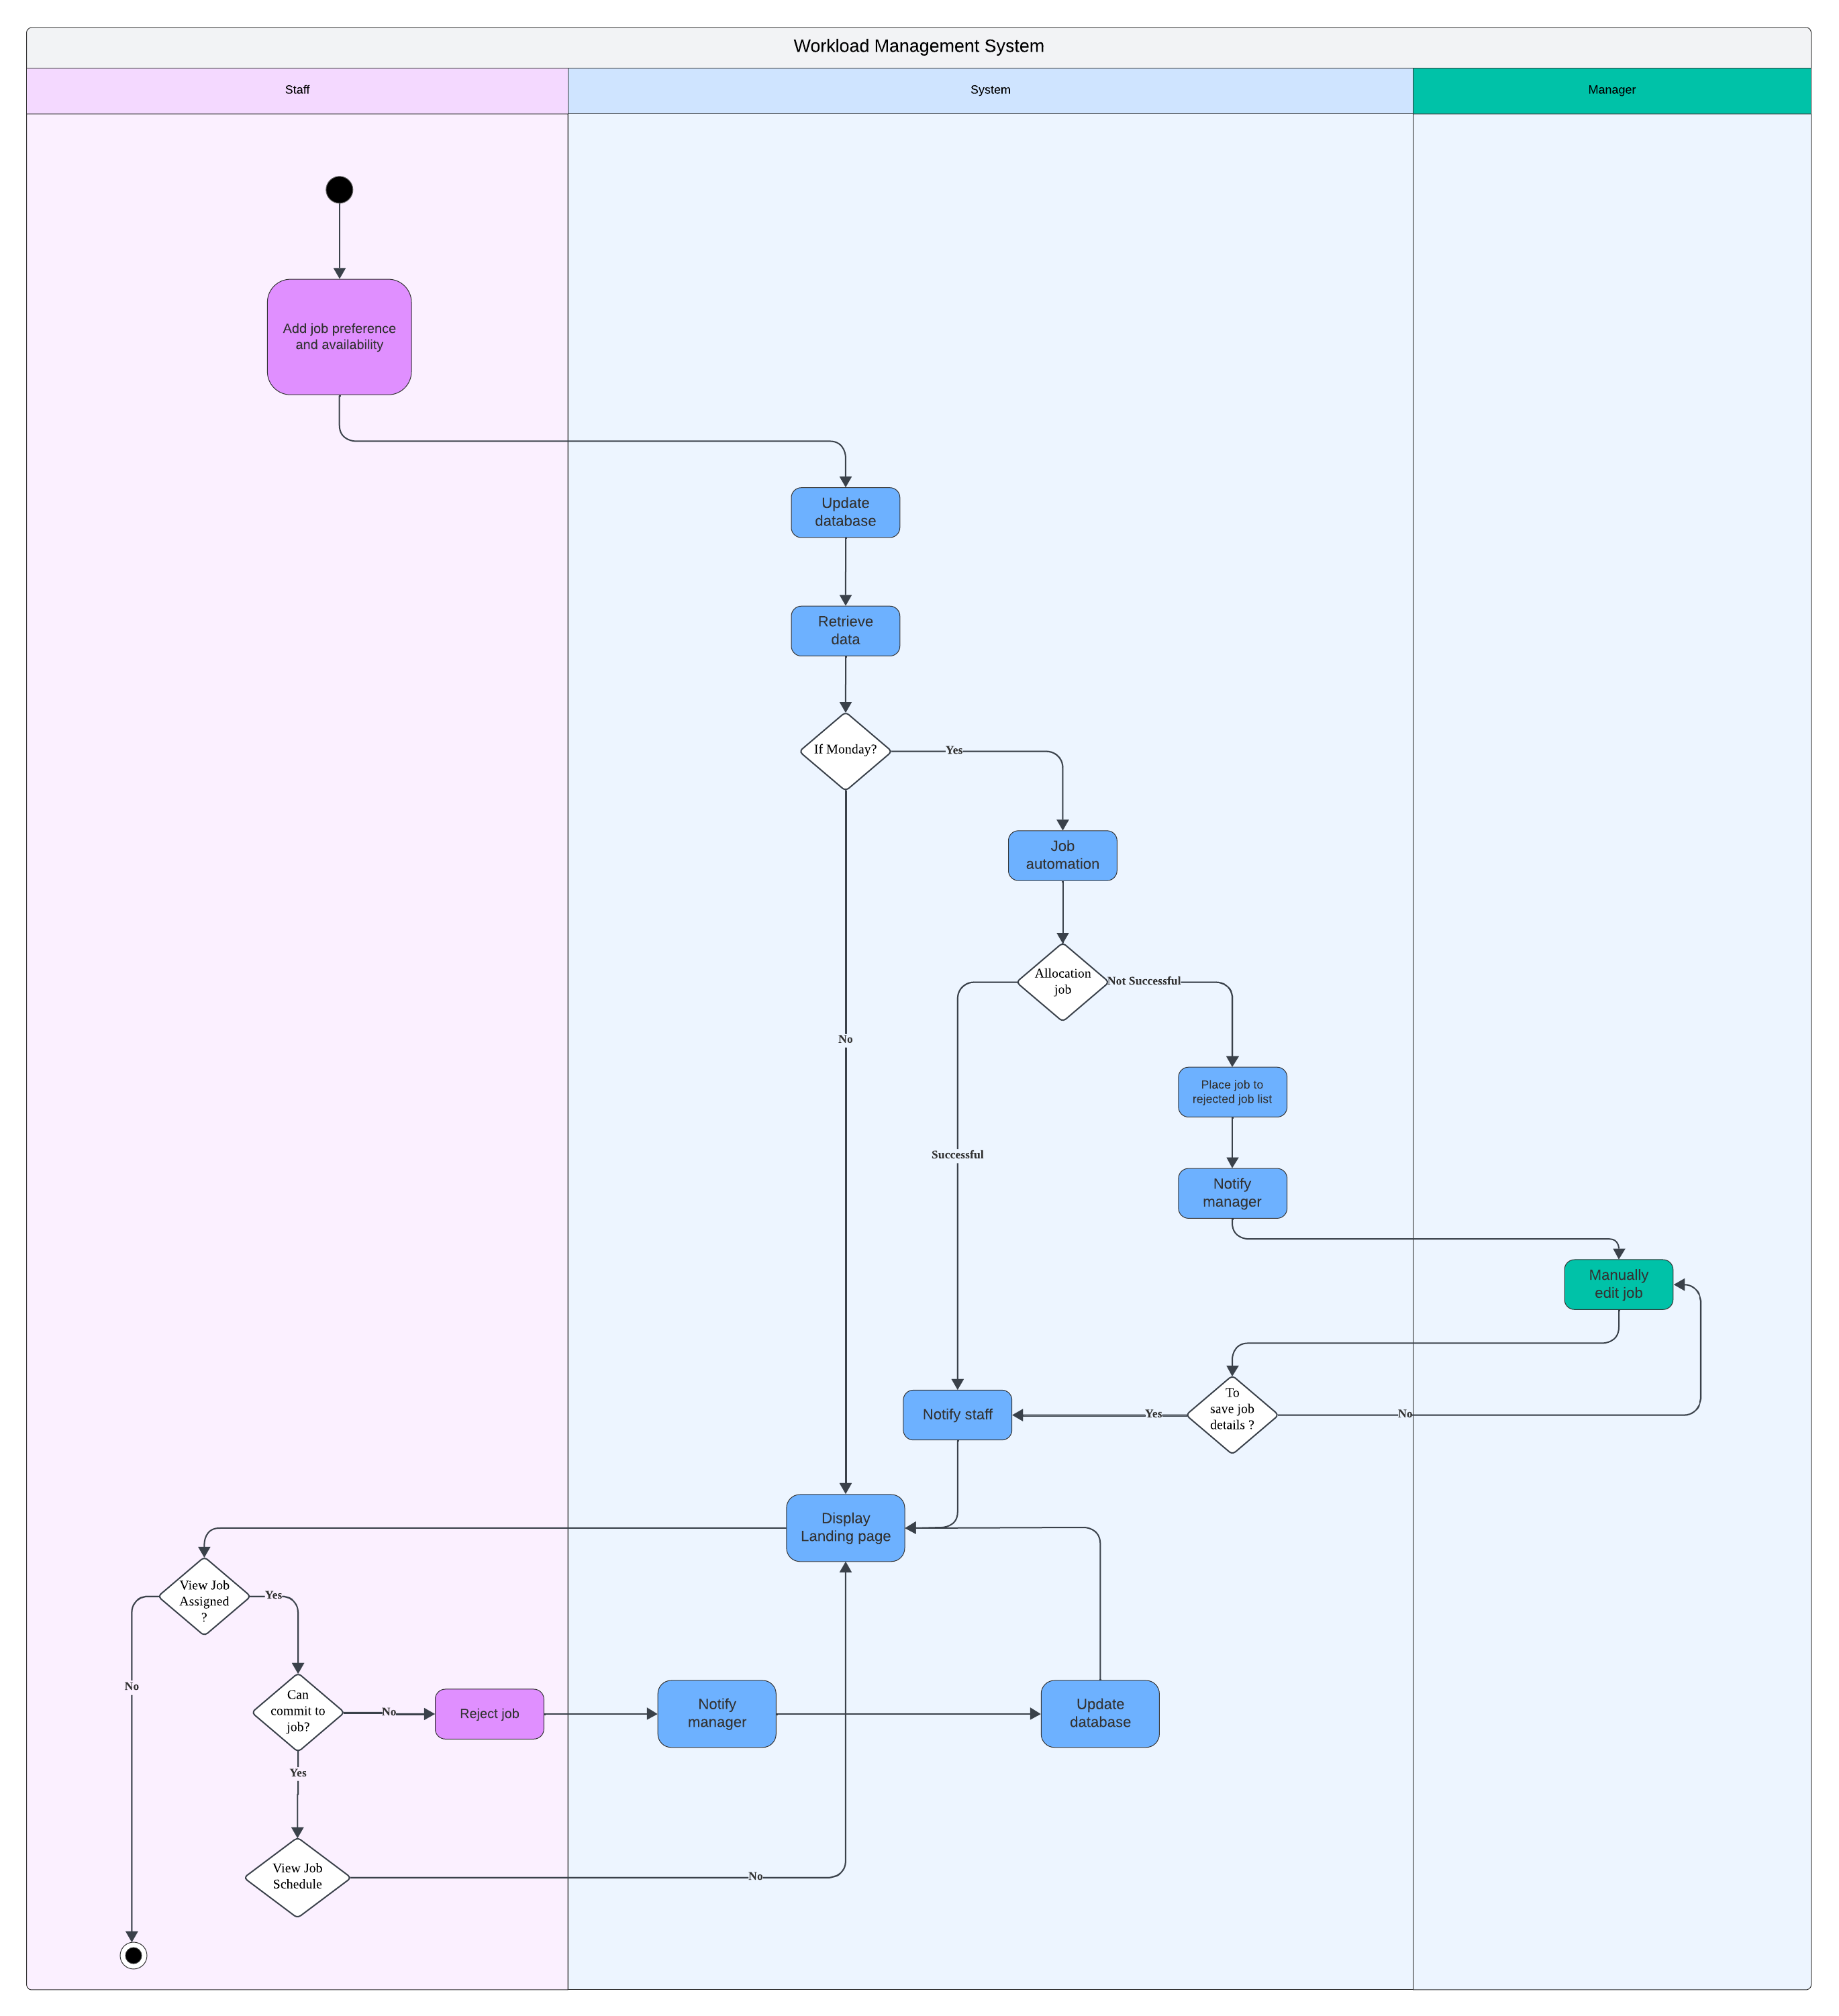 Workload Management System
Staff
System
Manager
Add job preference
and availability
Update
database
Retrieve
data
If Monday?
Yes
Job
automation
Allocation
job
Not Successful
No
Place job to
rejected job list
Successful
Notify
manager
Manually
edit job
To
save job
details ?
Notify staff
Yes
No
Display
Landing page
View Job
Assigned
?
Yes
No
Can
commit to
job?
No
Reject job
Notify
manager
Update
database
Yes
View Job
Schedule
No